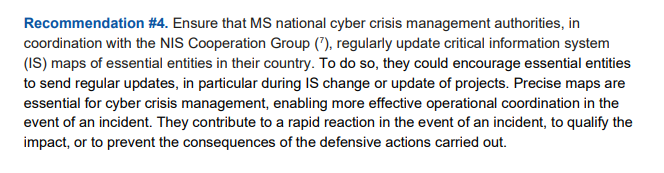 Recommendation #4. Ensure that MS national cyber crisis management authorities, in
coordination with the NIS Cooperation Group (⁷), regularly update critical information system
(IS) maps of essential entities in their country. To do so, they could encourage essential entities
to send regular updates, in particular during IS change or update of projects. Precise maps are
essential for cyber crisis management, enabling more effective operational coordination in the
event of an incident. They contribute to a rapid reaction in the event of an incident, to qualify the
impact, or to prevent the consequences of the defensive actions carried out.